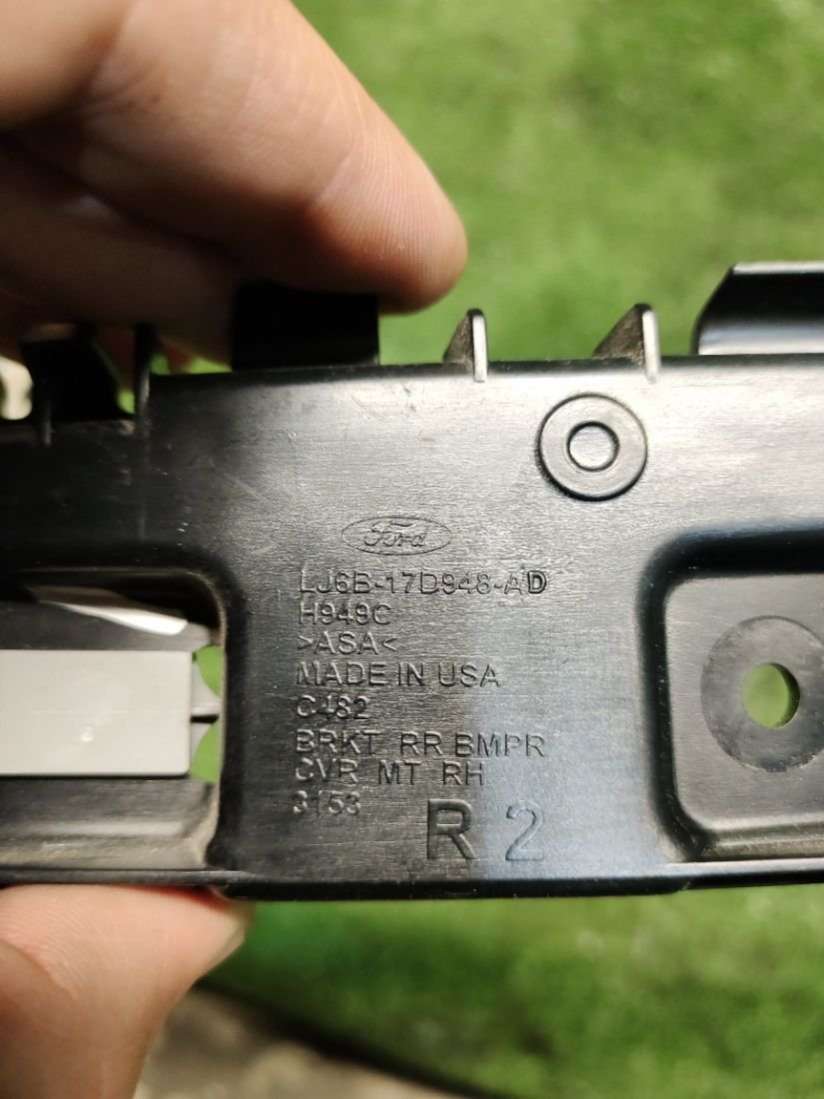 Ford
LJ6B-17D948-AD
H949C
>ASA<
MADE IN USA
C482
BRKT RR BMPR
CVR MT RH
3153
R 2